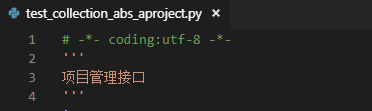 test_collection_abs_aproject.py ×
1 # -*- coding:utf-8 -*-
2 '''
3 项目管理接口
4 '''